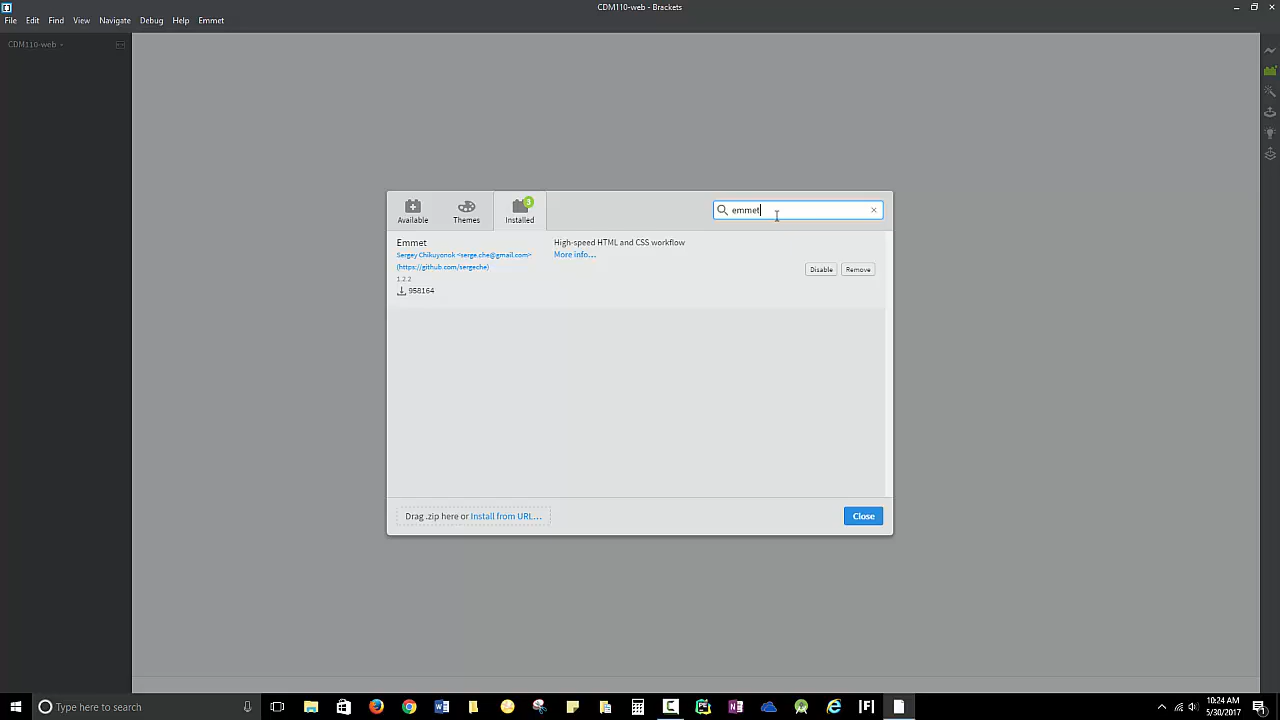 CDM110-web - Brackets
File Edit Find View Navigate Debug Help Emmet
CDM110-web
Available Themes 3 Installed emmet
Emmet
Sergey Chikuyonok <serge.che@gmail.com>
(https://github.com/sergeche)
1.2.2
958164
High-speed HTML and CSS workflow
More info...
Disable Remove
Drag .zip here or Install from URL...
Close
Type here to search
10:24 AM
5/30/2017